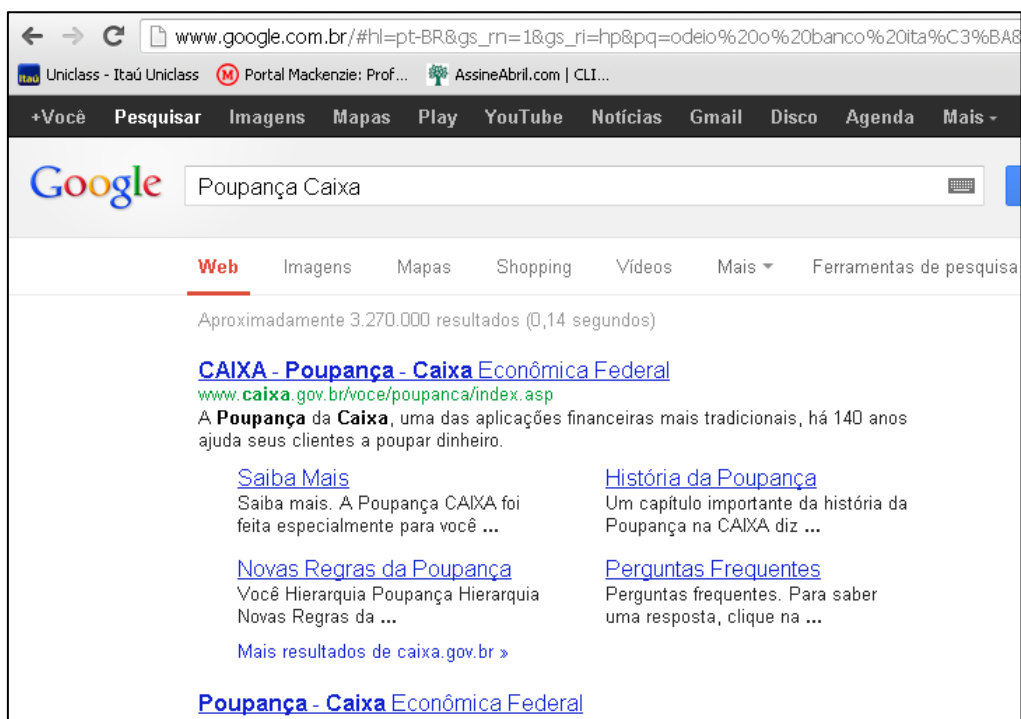 www.google.com.br/#hl=pt-BR&gs_rn=1&gs_ri=hp&pq=odeio%20o%20banco%20ita%C3%BA8
Itaú Uniclass - Itaú Uniclass M Portal Mackenzie: Prof... AssineAbril.com | CLI...
+Você Pesquisar Imagens Mapas Play YouTube Notícias Gmail Disco Agenda Mais
Google Poupança Caixa
Web Imagens Mapas Shopping Vídeos Mais Ferramentas de pesquisa
Aproximadamente 3.270.000 resultados (0,14 segundos)
CAIXA - Poupança - Caixa Econômica Federal
www.caixa.gov.br/voce/poupanca/index.asp
A Poupança da Caixa, uma das aplicações financeiras mais tradicionais, há 140 anos
ajuda seus clientes a poupar dinheiro.
Saiba Mais
Saiba mais. A Poupança CAIXA foi
feita especialmente para você ...
História da Poupança
Um capítulo importante da história da
Poupança na CAIXA diz ...
Novas Regras da Poupança
Você Hierarquia Poupança Hierarquia
Novas Regras da ...
Perguntas Frequentes
Perguntas frequentes. Para saber
uma resposta, clique na ...
Mais resultados de caixa.gov.br »
Poupança - Caixa Econômica Federal